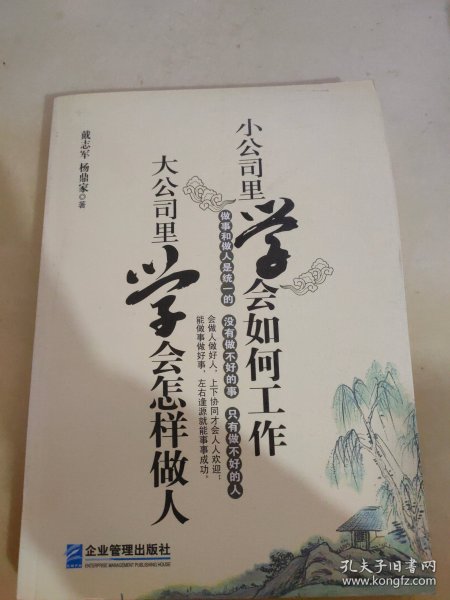 小公司里学会如何工作
大公司里学会怎样做人
戴志军 杨鼎家◎著
做事和做人是统一的 没有做不好的事 只有做不好的人
会做人做好人，上下协同才会人人欢迎；
能做事做好事，左右逢源就能事事成功。
企业管理出版社
ENTERPRISE MANAGEMENT PUBLISHING HOUSE
EMPH
孔夫子旧书网
www.kongfz.com